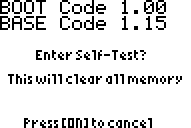 BOOT Code 1.00
BASE Code 1.15
Enter Self-Test?
This will clear all memory
Press [ON] to cancel